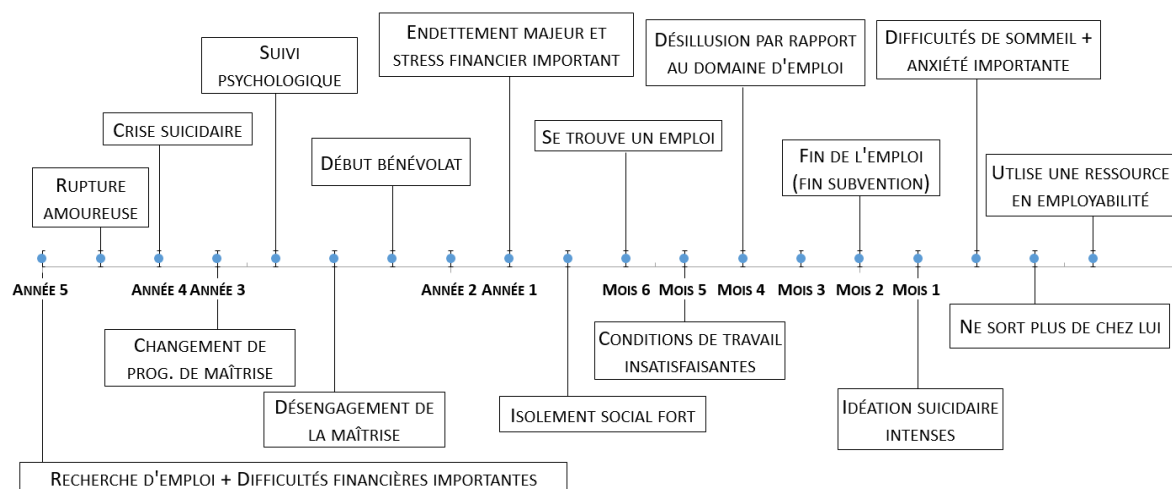 Endettement majeur et
stress financier important
Désillusion par rapport
au domaine d'emploi
Difficultés de sommeil +
anxiété importante
Suivi
psychologique
Crise suicidaire
Se trouve un emploi
Début bénévolat
Fin de l'emploi
(fin subvention)
Utlise une ressource
en employabilité
Rupture
amoureuse
Année 5
Année 4
Année 3
Année 2
Année 1
Mois 6
Mois 5
Mois 4
Mois 3
Mois 2
Mois 1
Changement de
prog. de maîtrise
Conditions de travail
insatisfaisantes
Ne sort plus de chez lui
Désengagement de
la maîtrise
Isolement social fort
Idéation suicidaire
intenses
Recherche d'emploi + Difficultés financières importantes